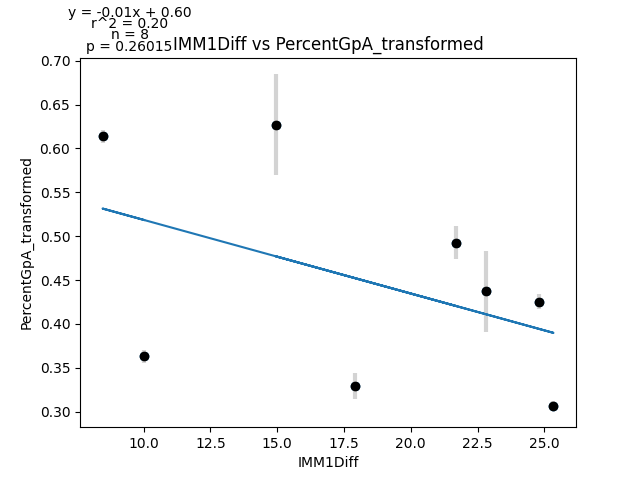 y = -0.01x + 0.60
r^2 = 0.20
n = 8
p = 0.26015
IMM1Diff vs PercentGpA_transformed
PercentGpA_transformed
0.70
0.65
0.60
0.55
0.50
0.45
0.40
0.35
0.30
10.0 12.5 15.0 17.5 20.0 22.5 25.0
IMM1Diff